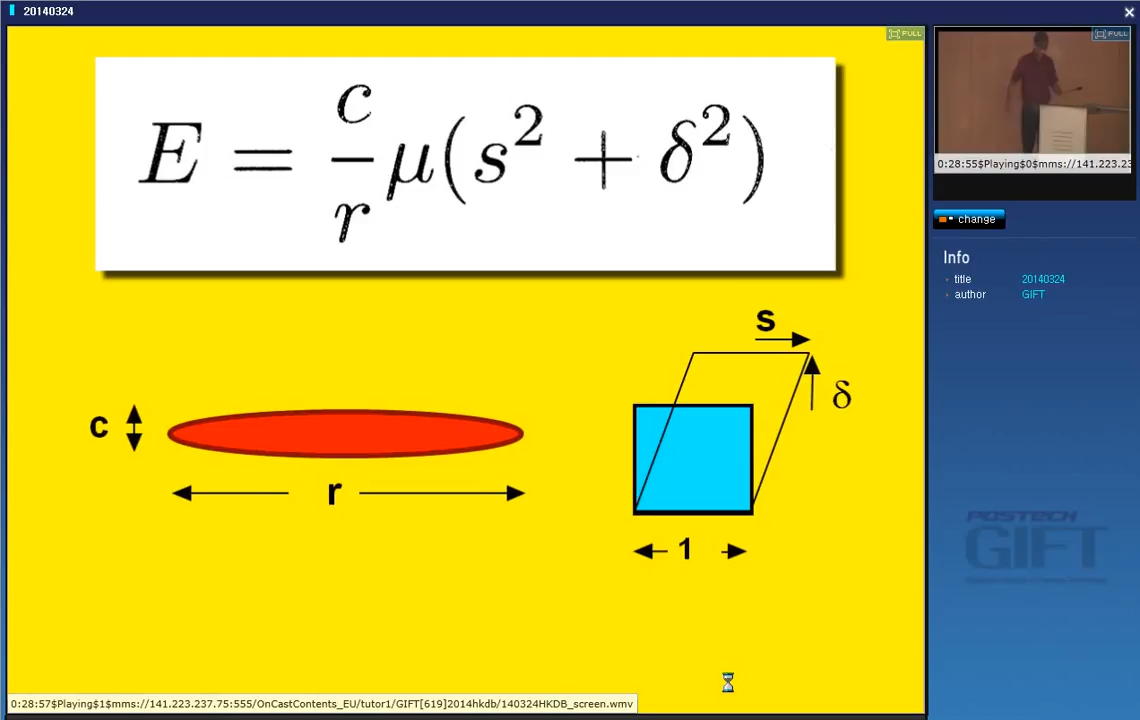 20140324
FULL
E = c/r μ(s² + δ²)
s
δ
c
r
1
0:28:57$Playing$1$mms://141.223.237.75:555/OnCastContents_EU/tutor1/GIFT[619]2014hkdb/140324HKDB_screen.wmv
FULL
0:28:55$Playing$0$mms://141.223.23
change
Info
title 20140324
author GIFT
POSTECH
GIFT